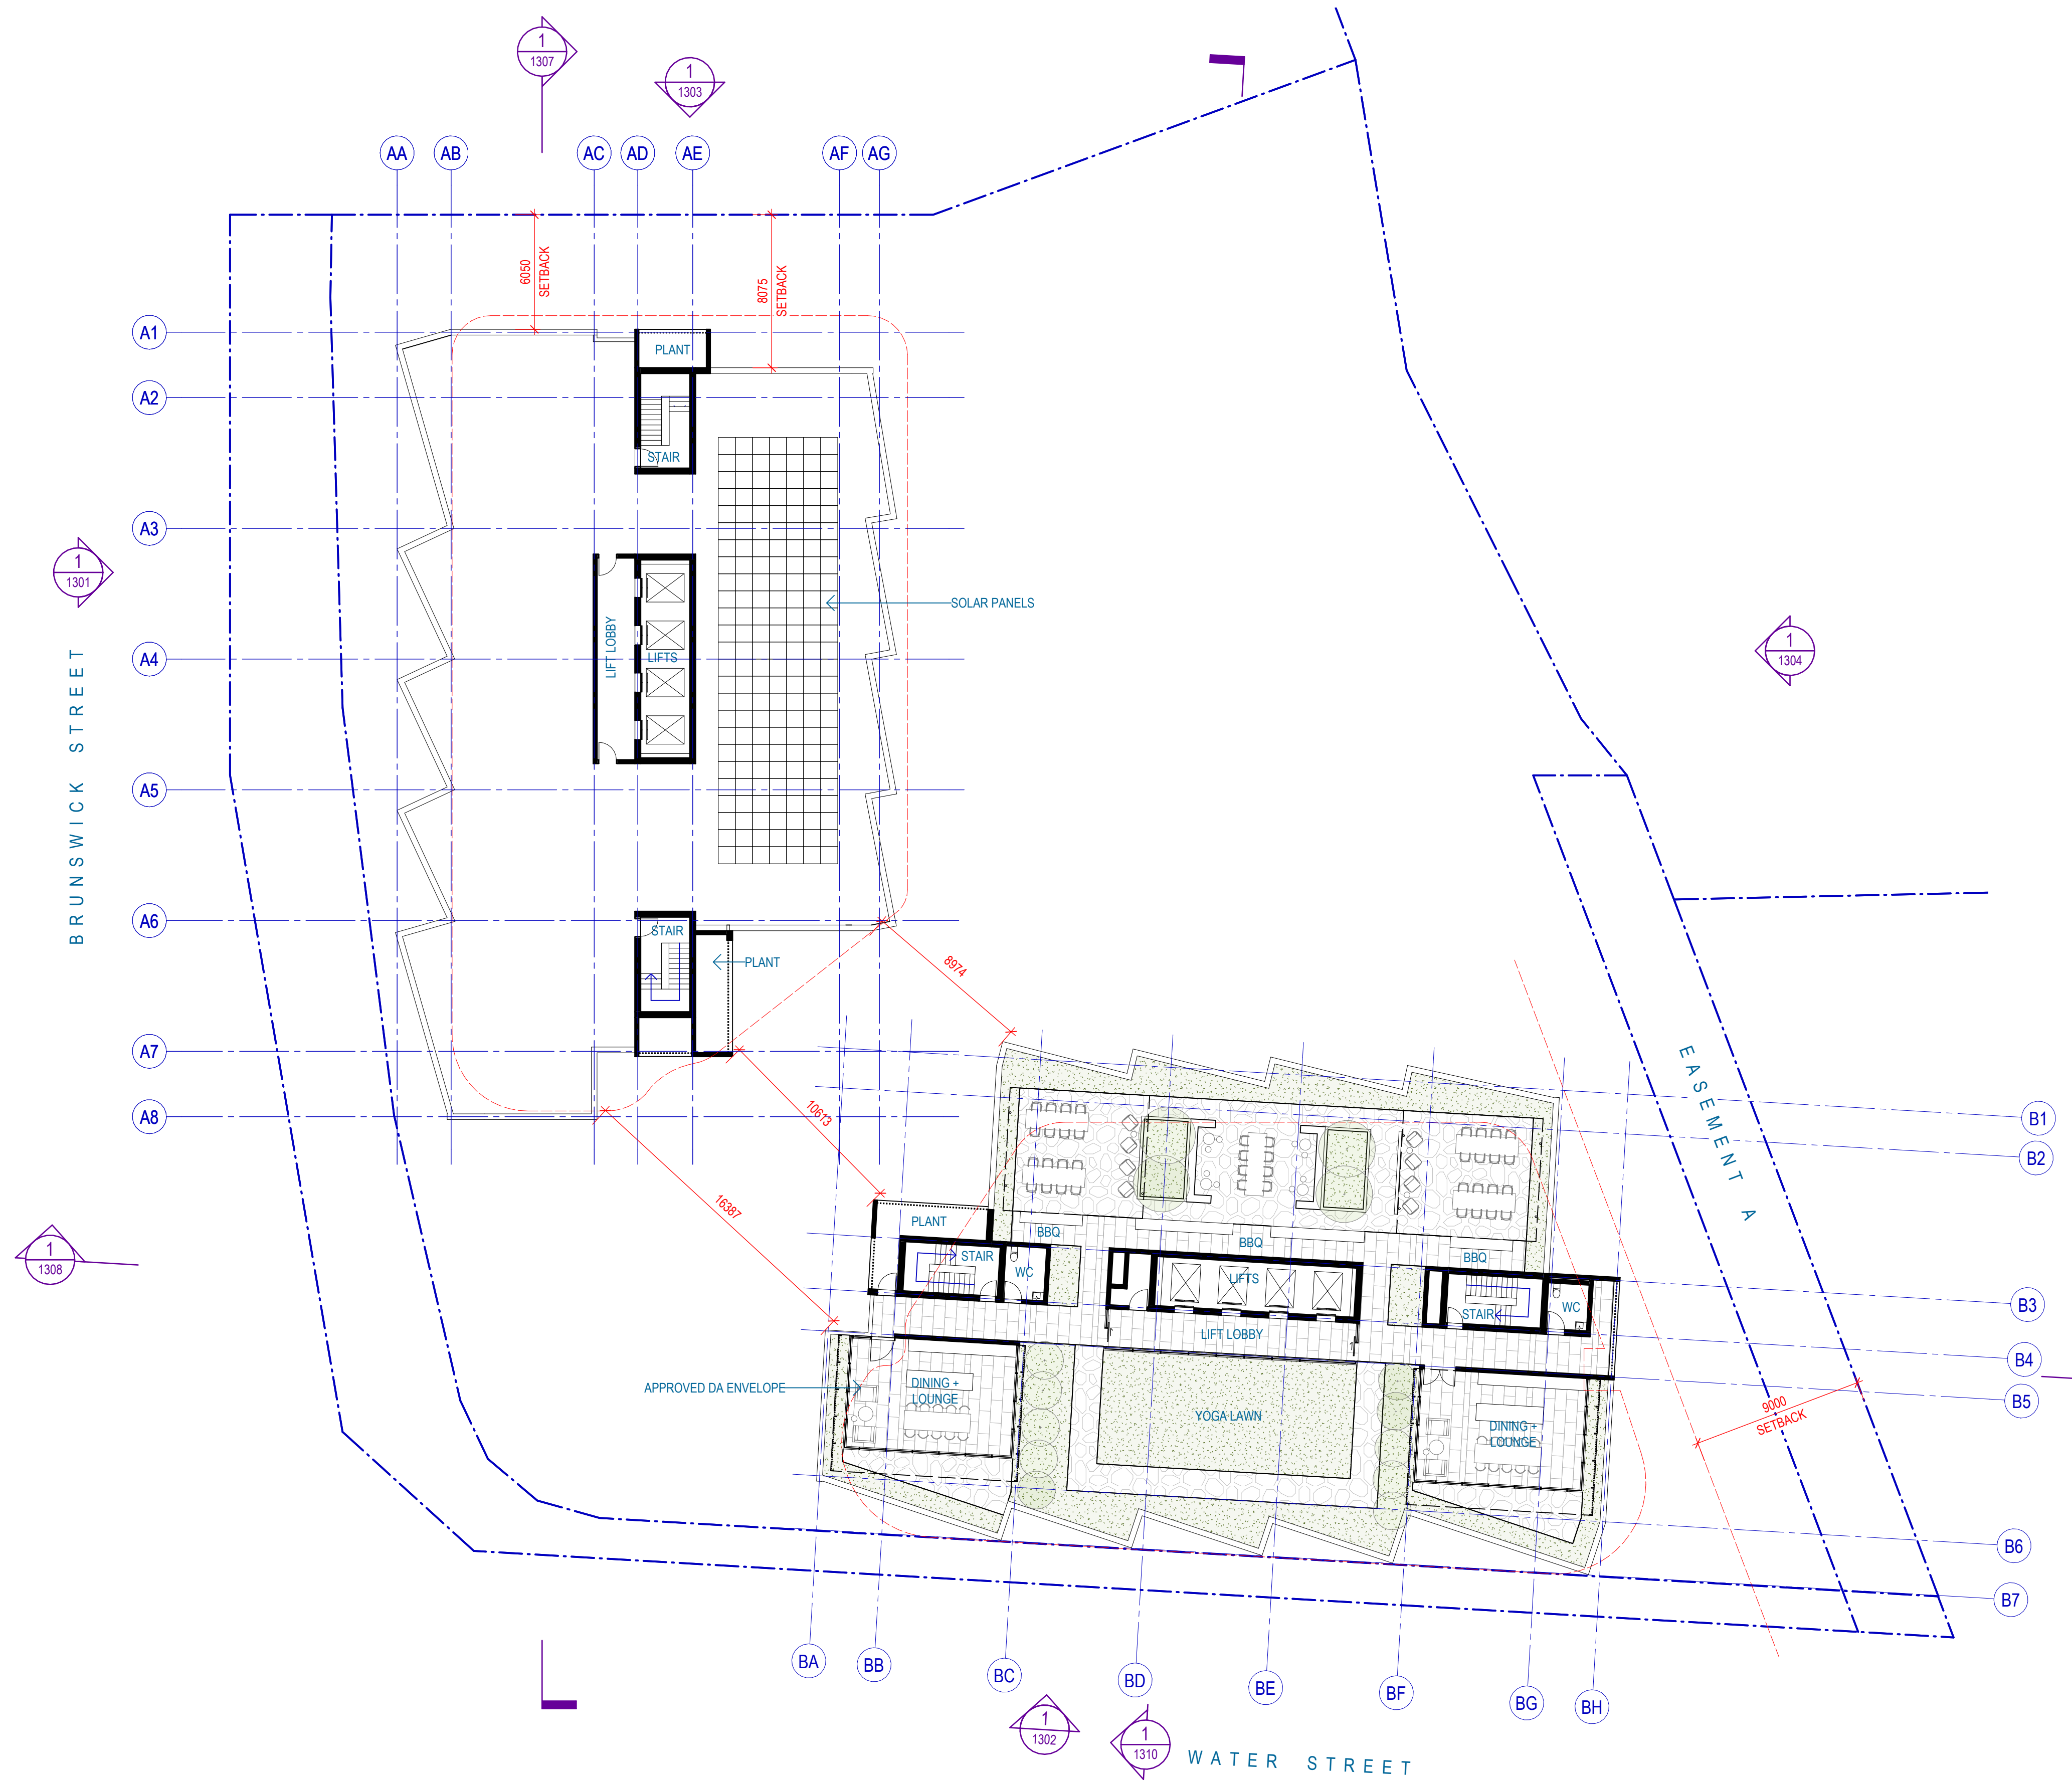 1
1307
1
1303
AA
AB
AC
AD
AE
AF
AG
6050
SETBACK
8075
SETBACK
A1
PLANT
A2
STAIR
A3
1
1301
SOLAR PANELS
LIFT LOBBY
LIFTS
A4
1
1304
BRUNSWICK STREET
A5
A6
STAIR
PLANT
8974
A7
A8
10613
16387
EASEMENT A
B1
B2
PLANT
STAIR
WC
BBQ
BBQ
BBQ
LIFTS
STAIR
WC
LIFT LOBBY
1
1308
B3
B4
B5
APPROVED DA ENVELOPE
DINING +
LOUNGE
YOGA LAWN
DINING +
LOUNGE
9000
SETBACK
B6
B7
BA
BB
BC
BD
BE
BF
BG
BH
1
1302
1
1310
WATER STREET